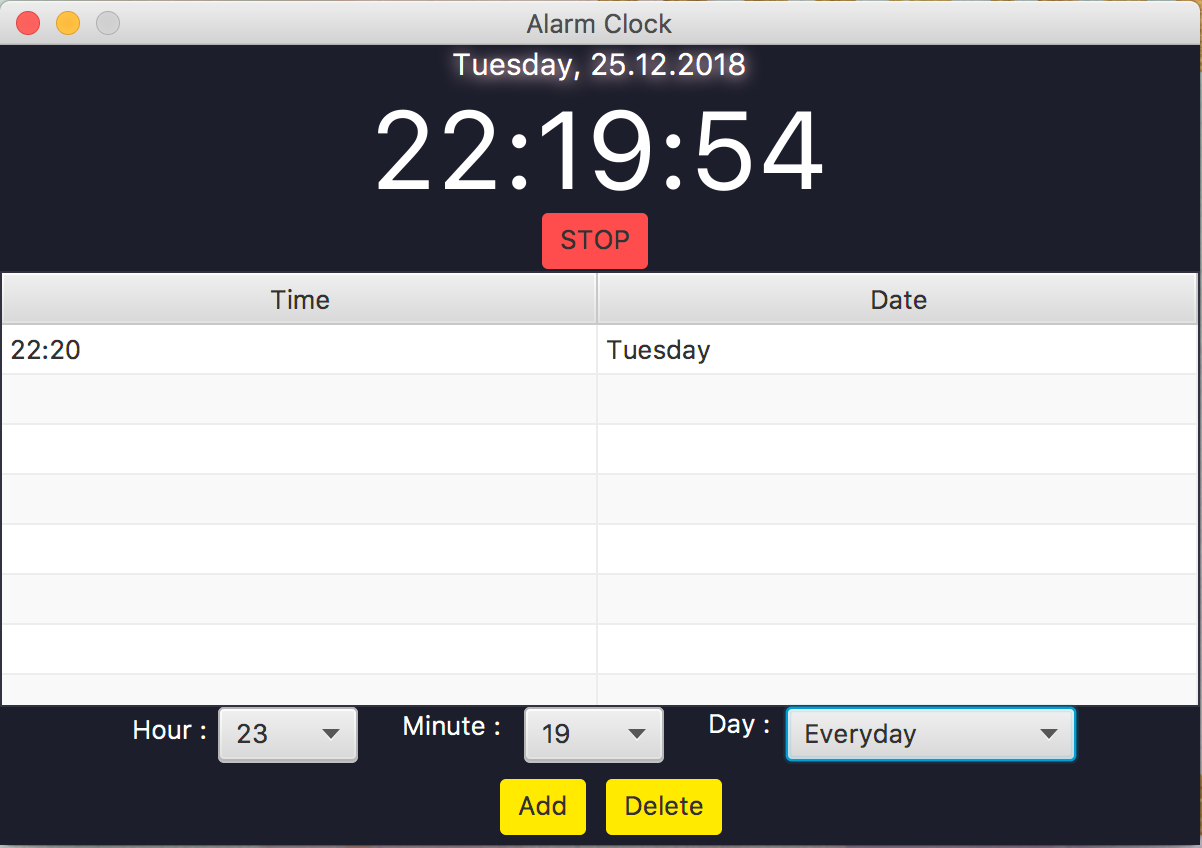 Alarm Clock
Tuesday, 25.12.2018
22:19:54
STOP
Time Date
22:20 Tuesday
Hour : 23 Minute : 19 Day : Everyday
Add Delete